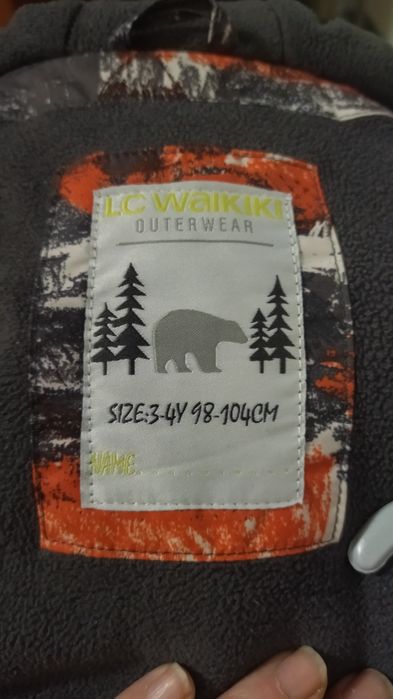 LC WAIKIKI
OUTERWEAR
SIZE:3-4Y 98-104CM
NAME